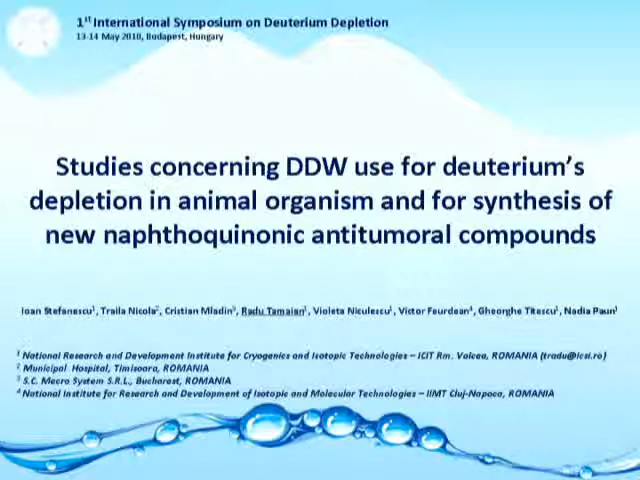 1st International Symposium on Deuterium Depletion
13-14 May 2010, Budapest, Hungary
Studies concerning DDW use for deuterium's
depletion in animal organism and for synthesis of
new naphthoquinonic antitumoral compounds
Ioan Stefanescu1, Traila Nicola2, Cristian Mladin3, Radu Tamaian1, Violeta Niculescu1, Victor Feurdean4, Gheorghe Titescu1, Nadia Paun1
1 National Research and Development Institute for Cryogenics and Isotopic Technologies – ICIT Rm. Valcea, ROMANIA (tradu@icsi.ro)
2 Municipal Hospital, Timisoara, ROMANIA
3 S.C. Mecro System S.R.L., Bucharest, ROMANIA
4 National Institute for Research and Development of Isotopic and Molecular Technologies – IIMT Cluj-Napoca, ROMANIA